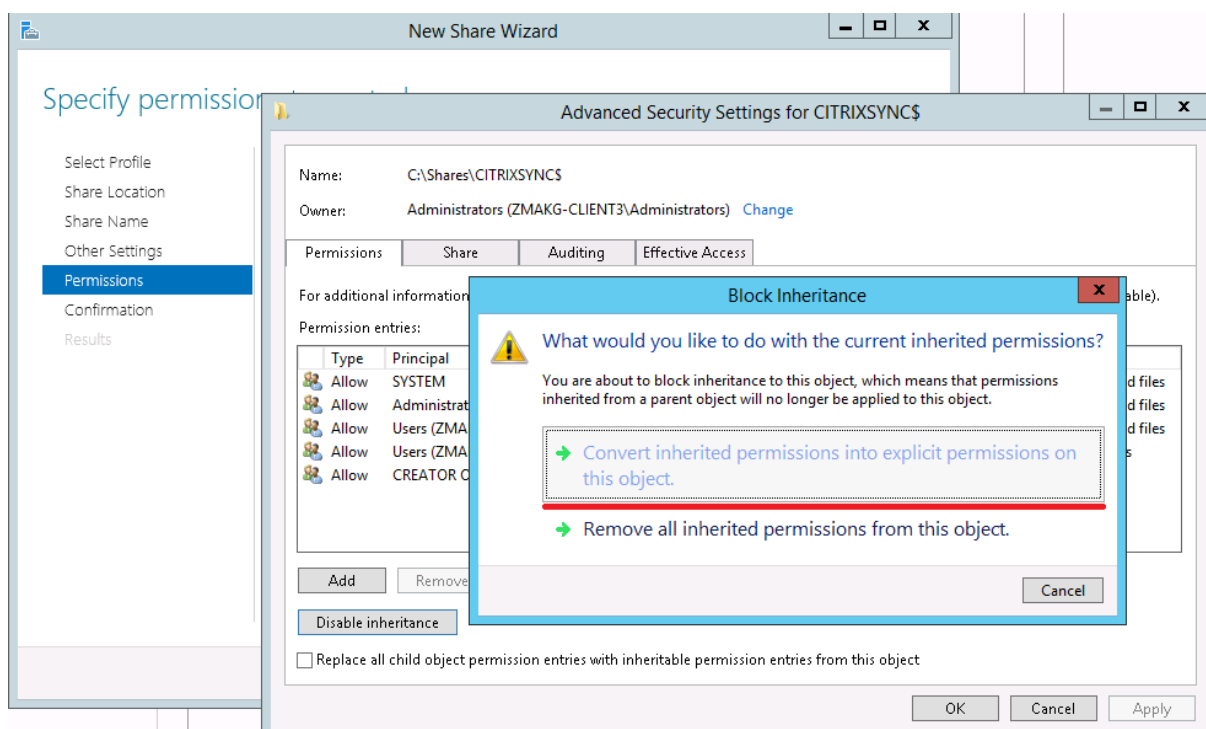 New Share Wizard
Specify permission
Select Profile
Share Location
Share Name
Other Settings
Permissions
Confirmation
Results
Advanced Security Settings for CITRIXSYNC$
Name: C:\Shares\CITRIXSYNC$
Owner: Administrators (ZMAKG-CLIENT3\Administrators) Change
Permissions Share Auditing Effective Access
For additional information able).
Permission entries:
Type Principal
Allow SYSTEM d files
Allow Administrat d files
Allow Users (ZMA d files
Allow Users (ZMA s
Allow CREATOR O
Add Remove
Disable inheritance
Replace all child object permission entries with inheritable permission entries from this object
OK Cancel Apply
Block Inheritance
What would you like to do with the current inherited permissions?
You are about to block inheritance to this object, which means that permissions
inherited from a parent object will no longer be applied to this object.
Convert inherited permissions into explicit permissions on
this object.
Remove all inherited permissions from this object.
Cancel